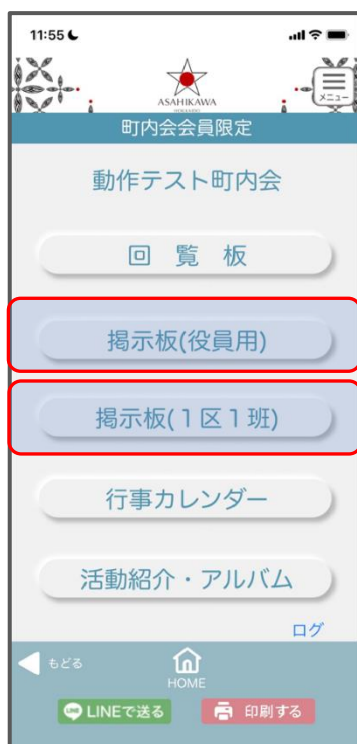 11:55
ASAHIKAWA
HOKKAIDO
メニュー
町内会会員限定
動作テスト町内会
回 覧 板
掲示板(役員用)
掲示板(1区1班)
行事カレンダー
活動紹介・アルバム
ログ
もどる
HOME
LINE LINEで送る
印刷する